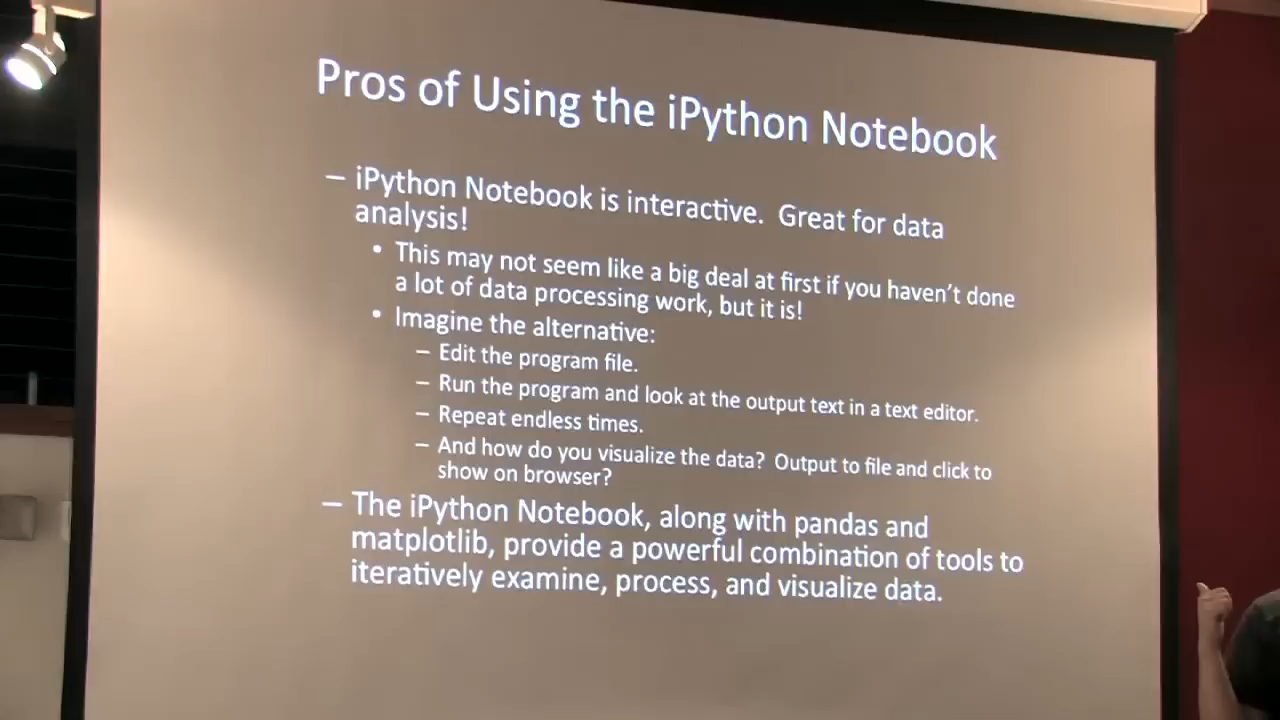 Pros of Using the iPython Notebook
– iPython Notebook is interactive.  Great for data
analysis!
• This may not seem like a big deal at first if you haven't done
a lot of data processing work, but it is!
• Imagine the alternative:
– Edit the program file.
– Run the program and look at the output text in a text editor.
– Repeat endless times.
– And how do you visualize the data?  Output to file and click to
show on browser?
– The iPython Notebook, along with pandas and
matplotlib, provide a powerful combination of tools to
iteratively examine, process, and visualize data.